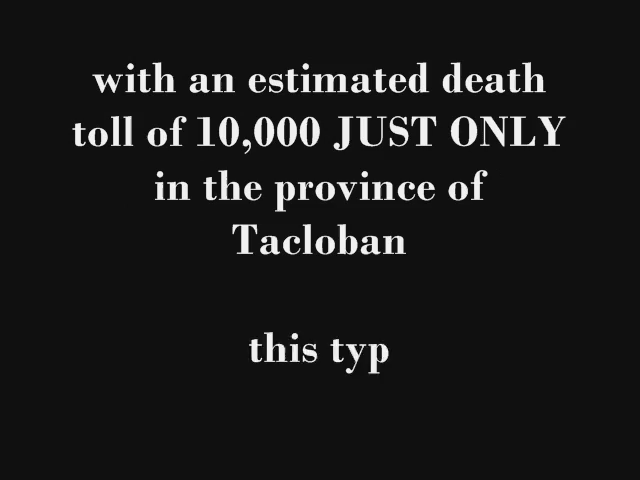 with an estimated death
toll of 10,000 JUST ONLY
in the province of
Tacloban
this typ